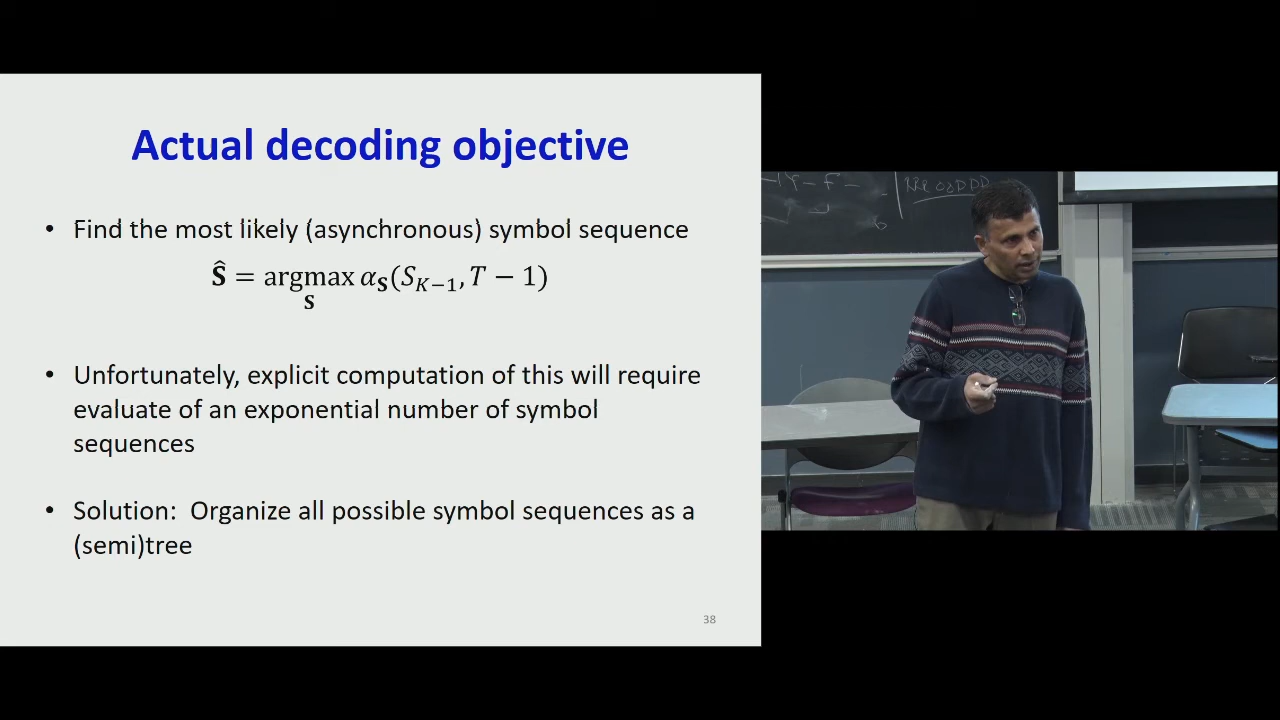 Actual decoding objective
• Find the most likely (asynchronous) symbol sequence
Ŝ = argmax α_S(S_{K−1}, T − 1)
S
• Unfortunately, explicit computation of this will require
evaluate of an exponential number of symbol
sequences
• Solution: Organize all possible symbol sequences as a
(semi)tree
38